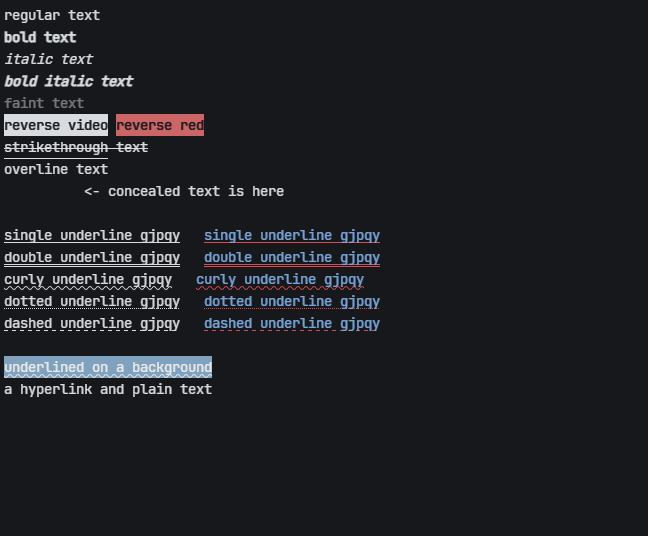 regular text
bold text
italic text
bold italic text
faint text
reverse video reverse red
strikethrough text
overline text
<- concealed text is here
single underline gjpqy single underline gjpqy
double underline gjpqy double underline gjpqy
curly underline gjpqy curly underline gjpqy
dotted underline gjpqy dotted underline gjpqy
dashed underline gjpqy dashed underline gjpqy
underlined on a background
a hyperlink and plain text